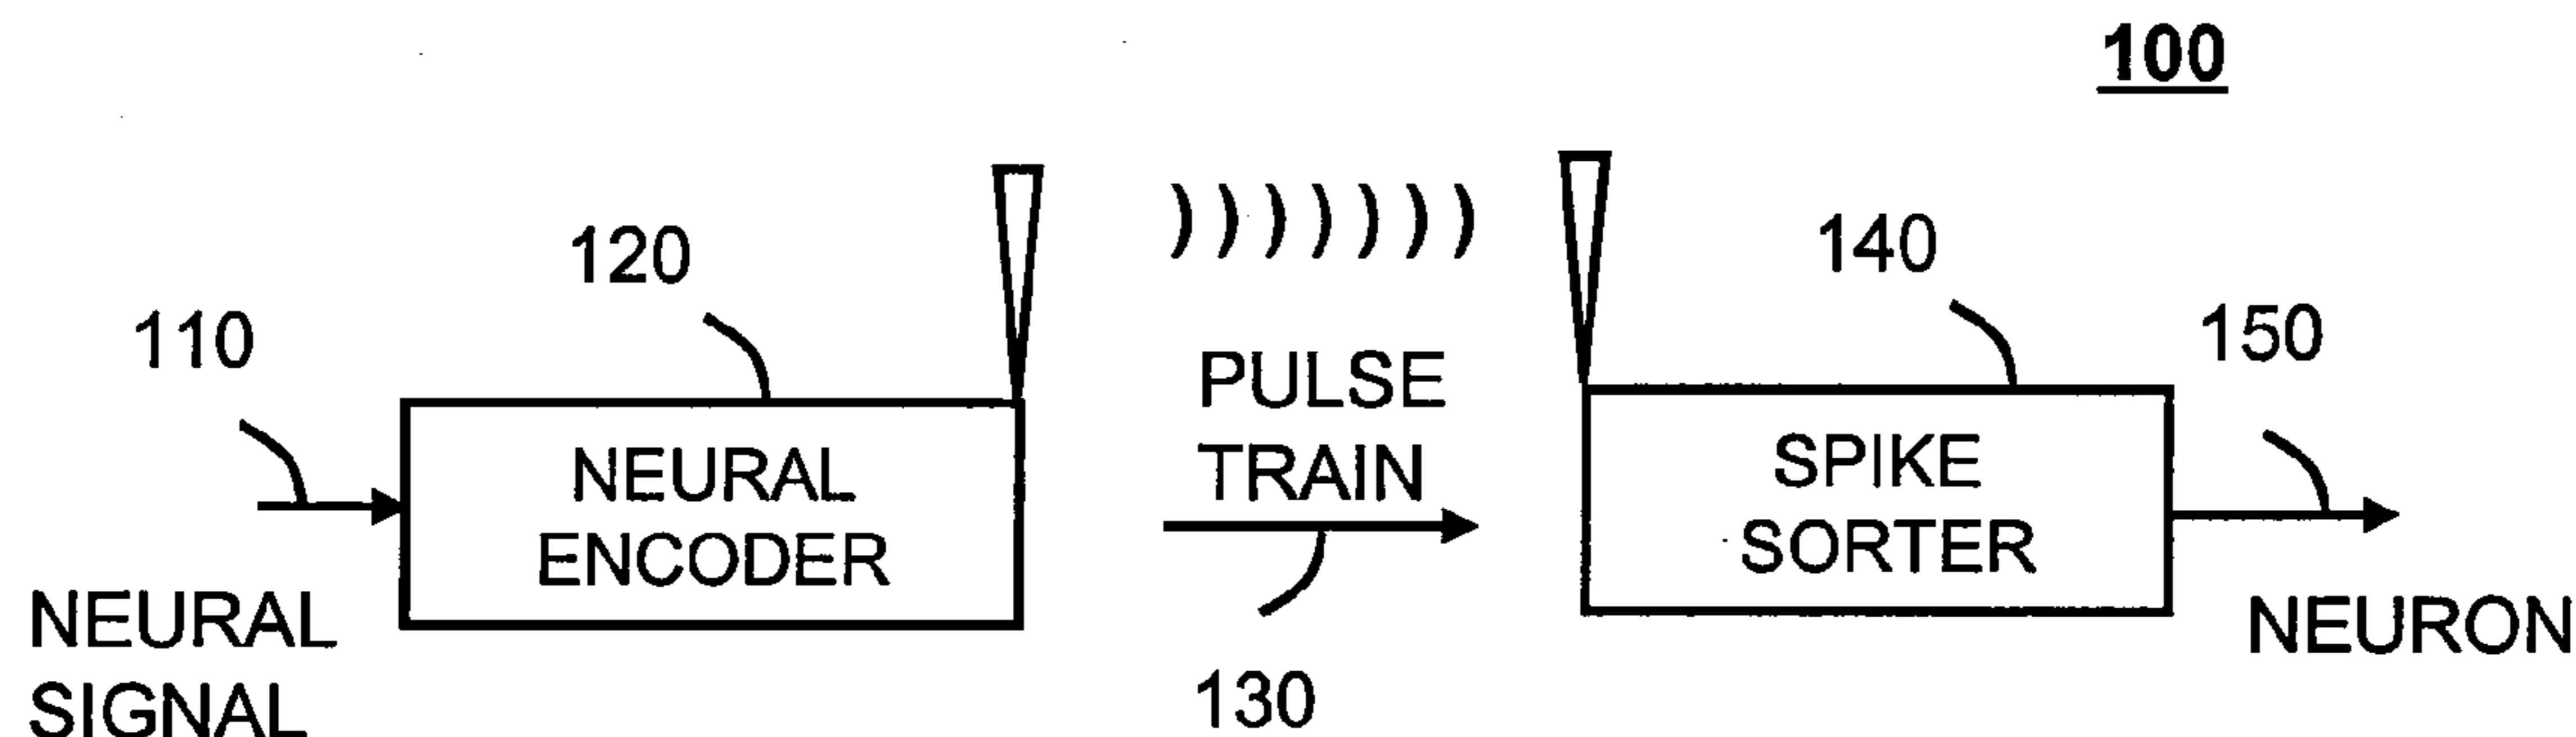 100
120
140
110
150
PULSE
TRAIN
NEURAL
ENCODER
SPIKE
SORTER
NEURAL
SIGNAL
NEURON
130